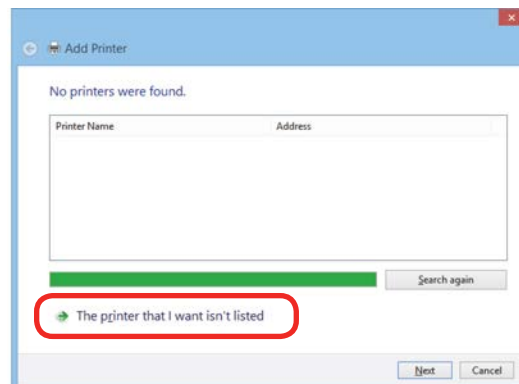 Add Printer
No printers were found.
Printer Name Address
Search again
The printer that I want isn't listed
Next Cancel